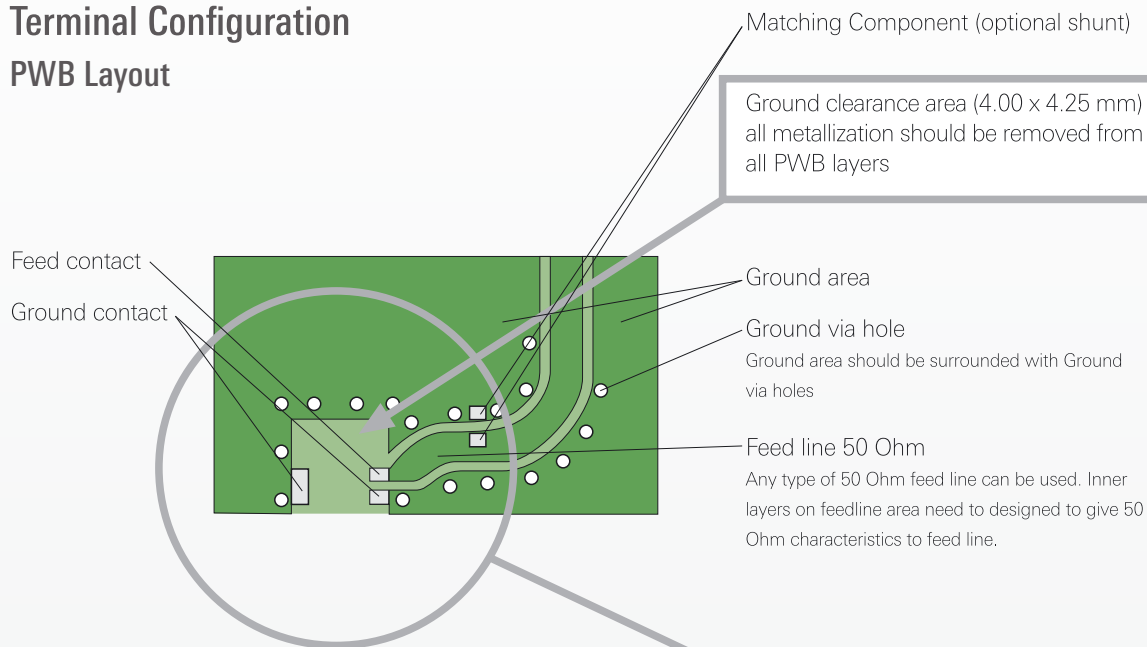 Terminal Configuration
PWB Layout
Matching Component (optional shunt)
Ground clearance area (4.00 x 4.25 mm)
all metallization should be removed from
all PWB layers
Feed contact
Ground contact
Ground area
Ground via hole
Ground area should be surrounded with Ground
via holes
Feed line 50 Ohm
Any type of 50 Ohm feed line can be used. Inner
layers on feedline area need to designed to give 50
Ohm characteristics to feed line.